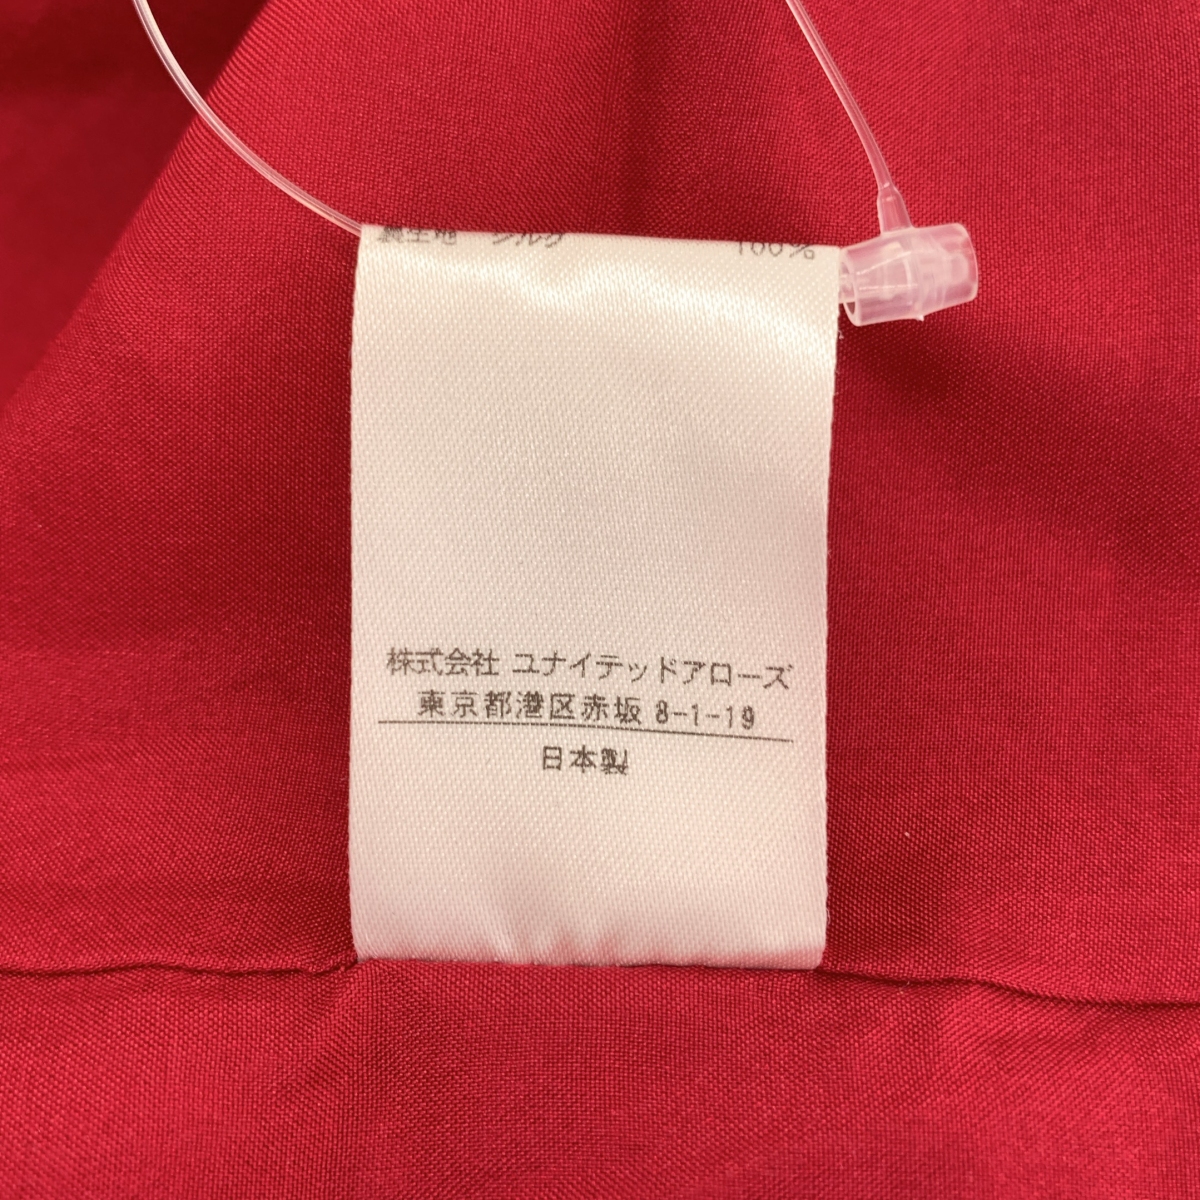 裏生地 シルク 100%
株式会社 ユナイテッドアローズ
東京都港区赤坂 8-1-19
日本製